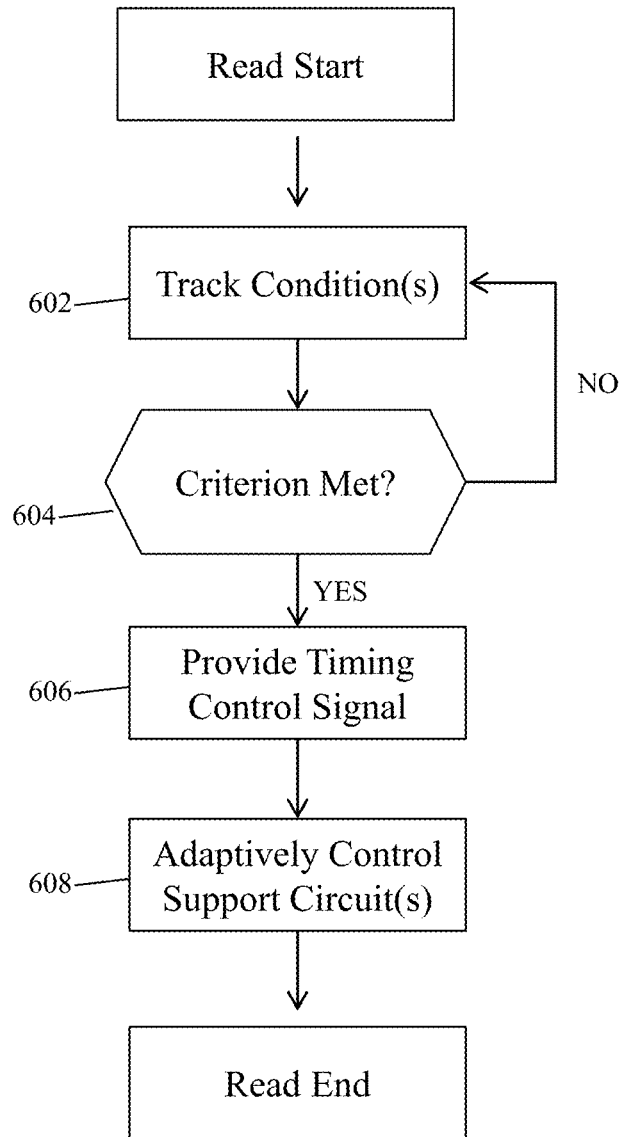 Read Start
602
Track Condition(s)
NO
604
Criterion Met?
YES
606
Provide Timing
Control Signal
608
Adaptively Control
Support Circuit(s)
Read End